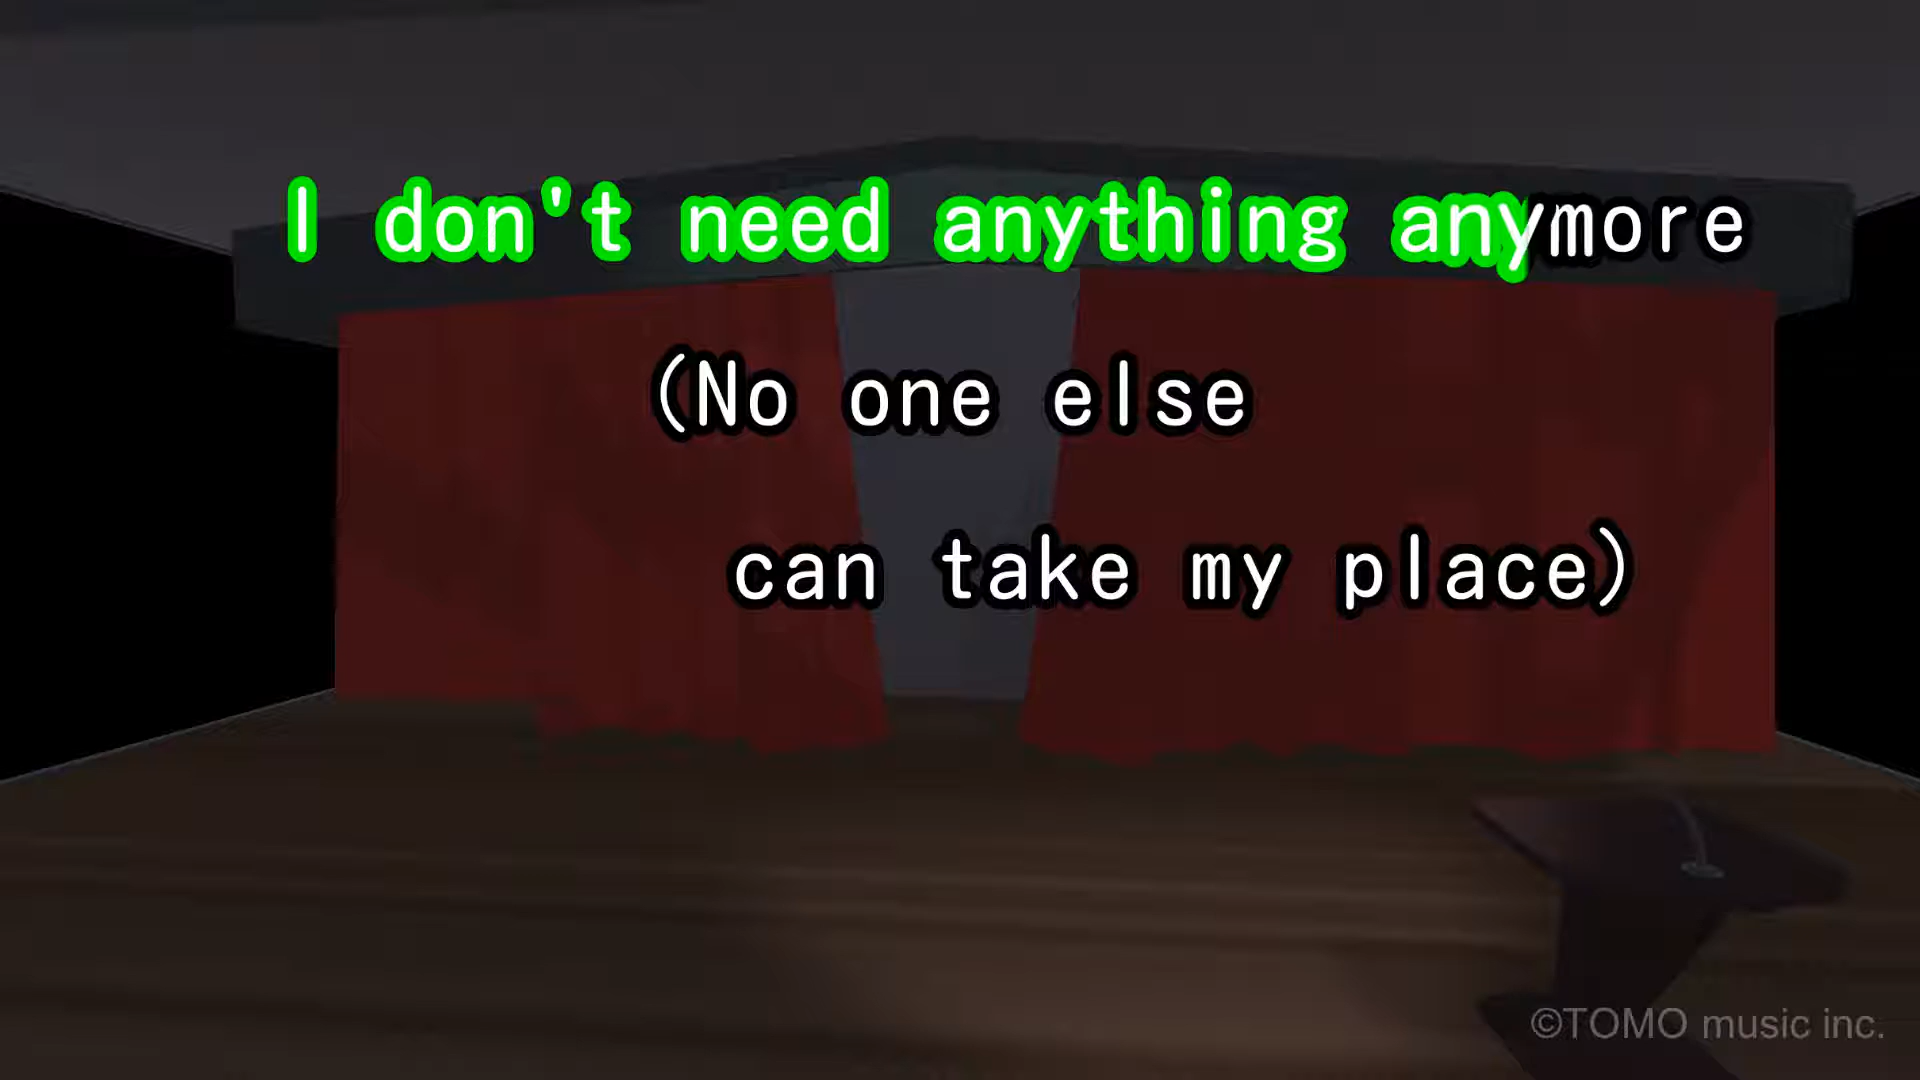 I don't need anything anymore
(No one else
can take my place)
©TOMO music inc.